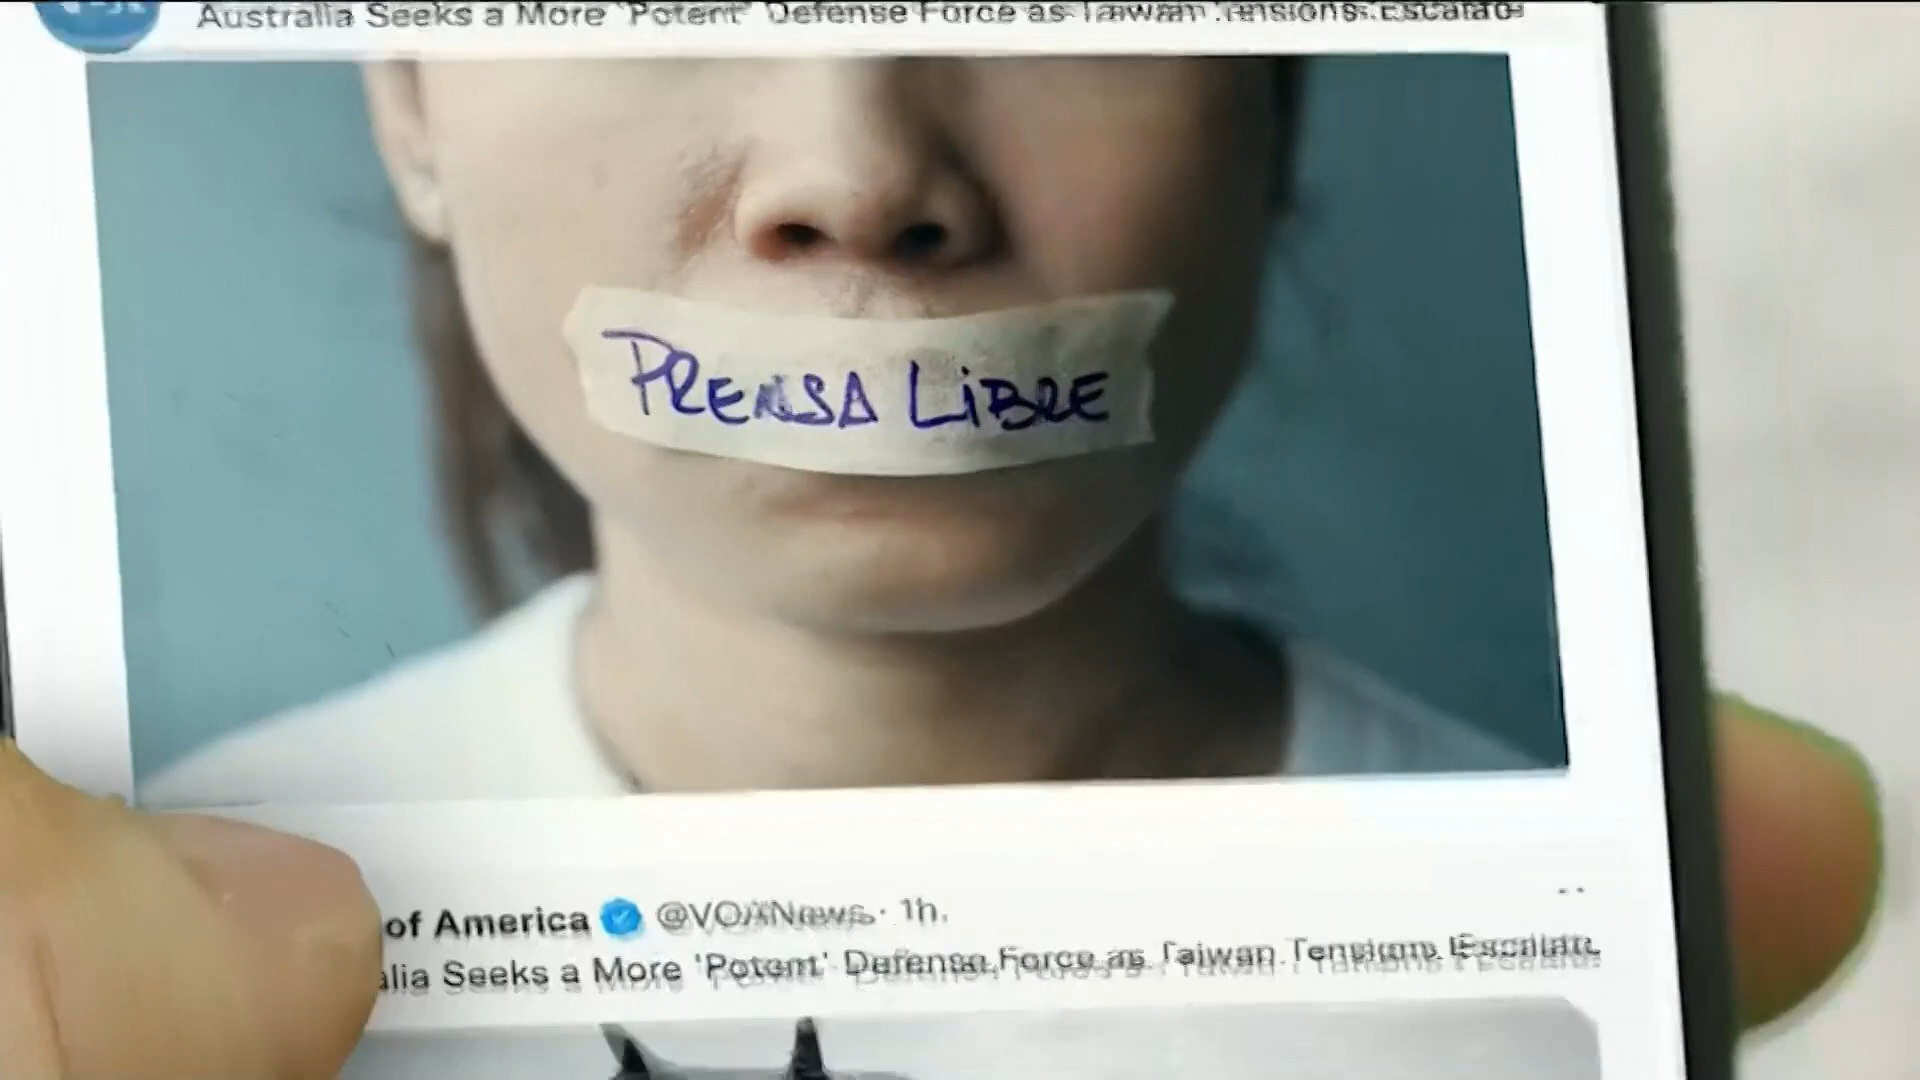 Australia Seeks a More 'Potent' Defense Force as Taiwan Tensions Escalate
PRENSA LIBRE
of America @VOANews · 1h.
alia Seeks a More 'Potent' Defense Force as Taiwan Tensions Escalate